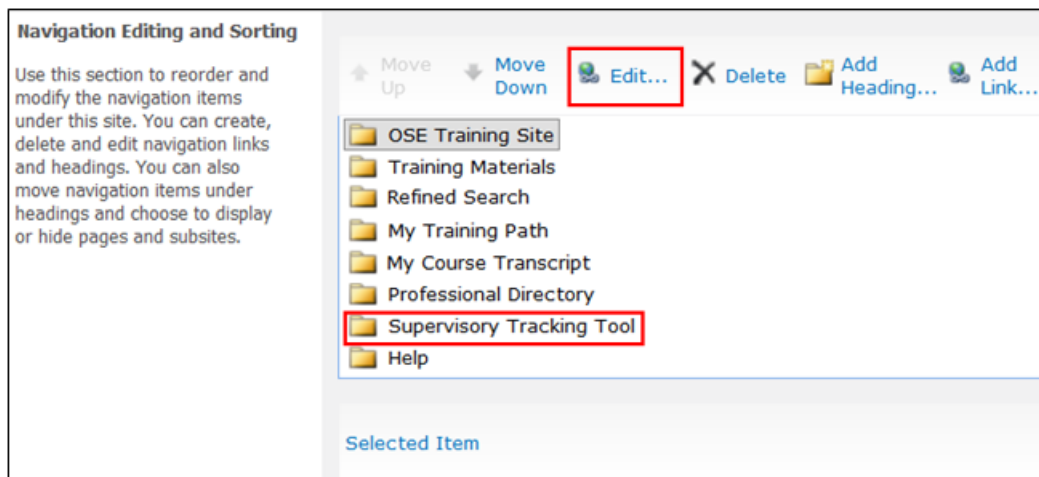 Navigation Editing and Sorting
Use this section to reorder and
modify the navigation items
under this site. You can create,
delete and edit navigation links
and headings. You can also
move navigation items under
headings and choose to display
or hide pages and subsites.
Move Up
Move Down
Edit...
Delete
Add Heading...
Add Link...
OSE Training Site
Training Materials
Refined Search
My Training Path
My Course Transcript
Professional Directory
Supervisory Tracking Tool
Help
Selected Item